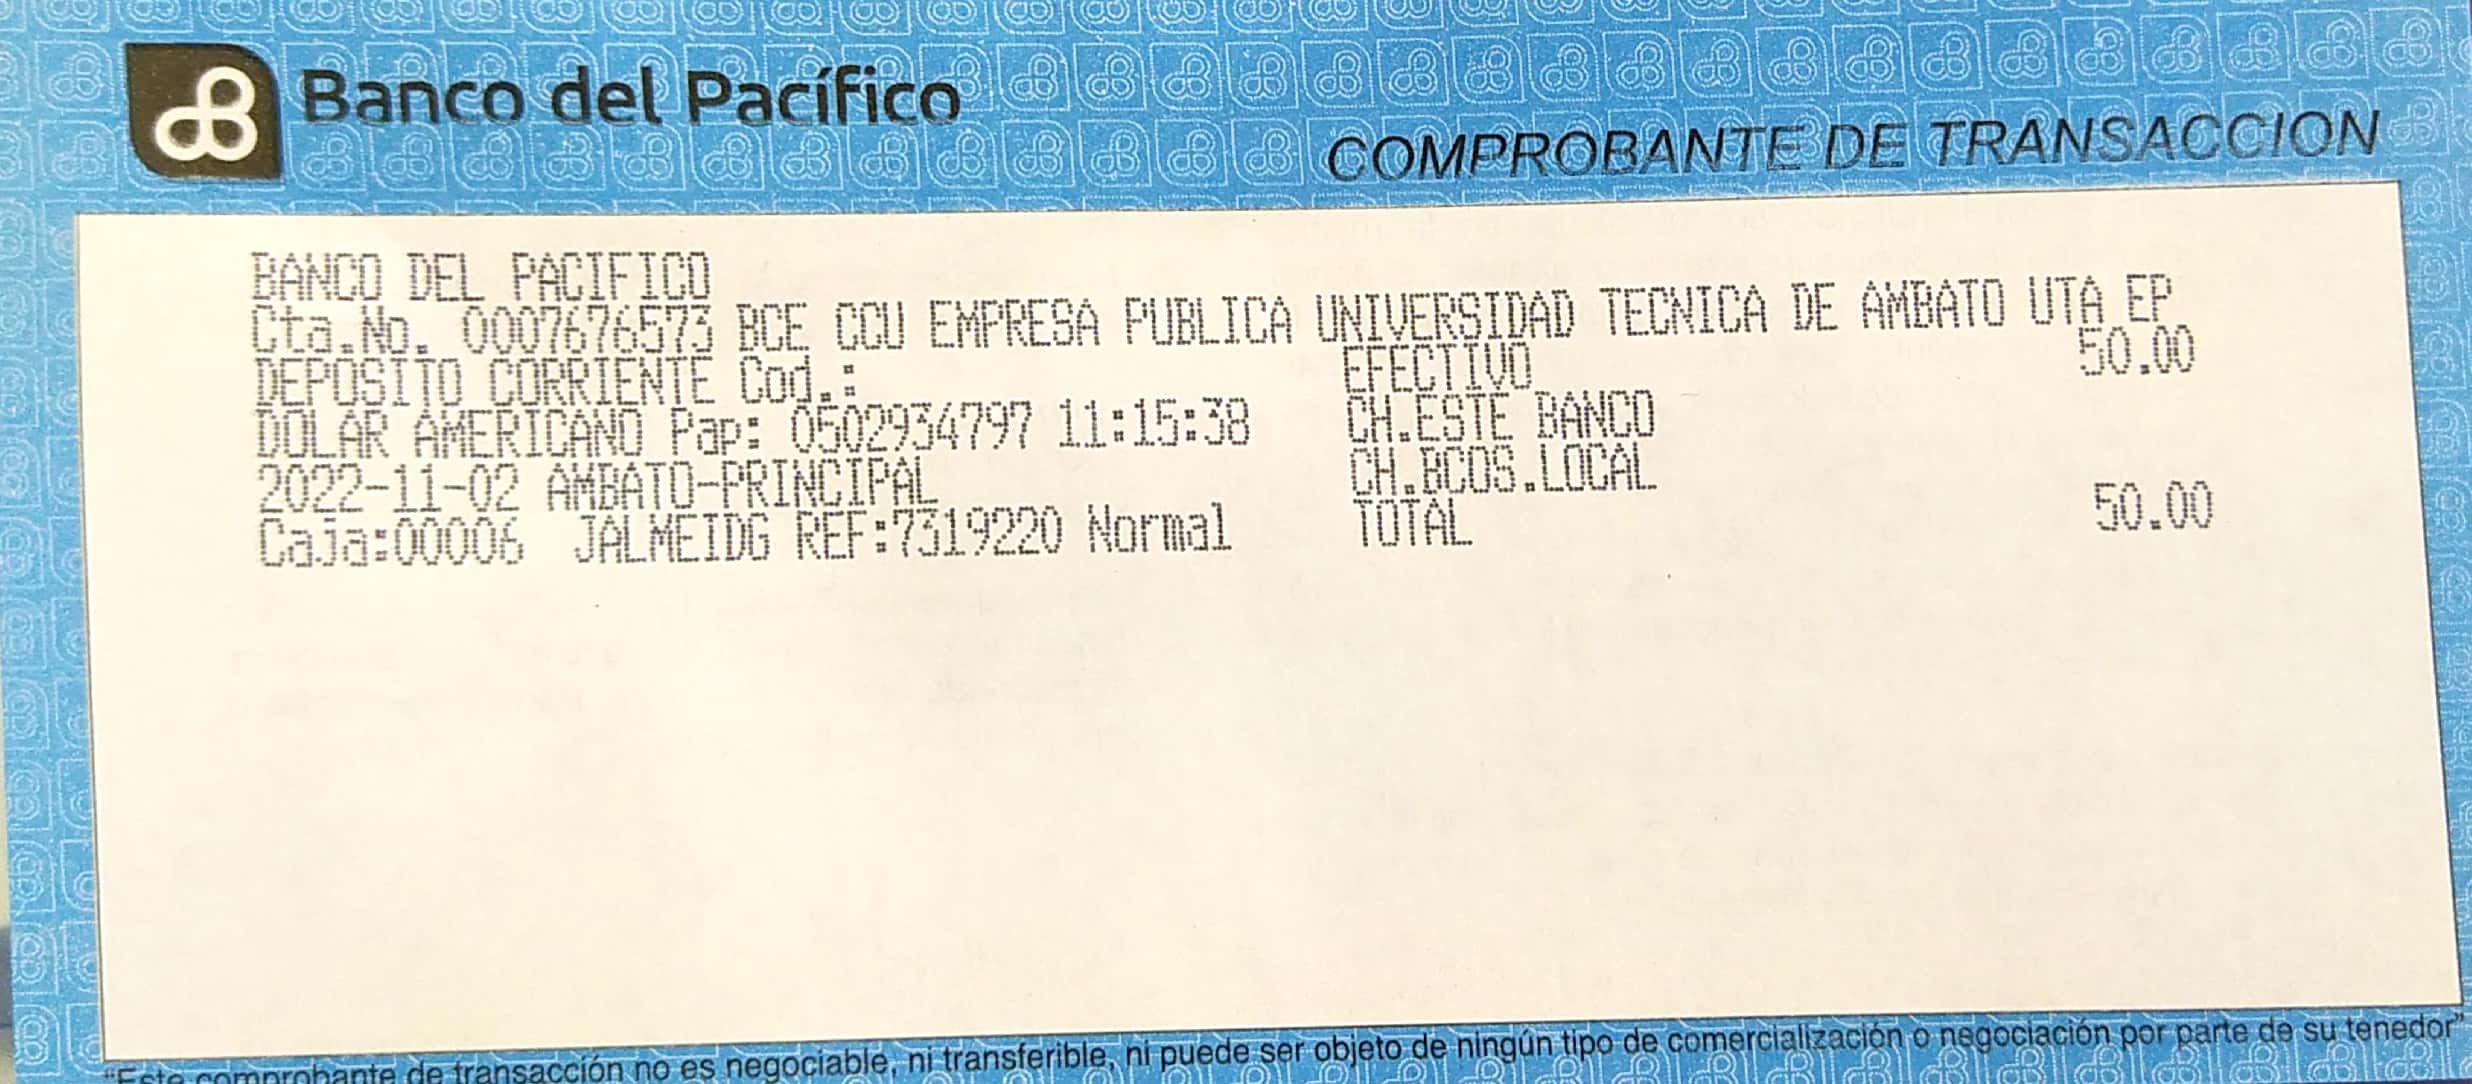 Banco del Pacífico
COMPROBANTE DE TRANSACCION
BANCO DEL PACIFICO
Cta.No. 0007676573 BCE CCU EMPRESA PUBLICA UNIVERSIDAD TECNICA DE AMBATO UTA EP
DEPOSITO CORRIENTE Cod.: EFECTIVO 50.00
DOLAR AMERICANO Pap: 0502934797 11:15:38 CH.ESTE BANCO
2022-11-02 AMBATO-PRINCIPAL CH.BCOS.LOCAL
Caja:00006 JALMEIDG REF:7319220 Normal TOTAL 50.00
"Este comprobante de transacción no es negociable, ni transferible, ni puede ser objeto de ningún tipo de comercialización o negociación por parte de su tenedor"